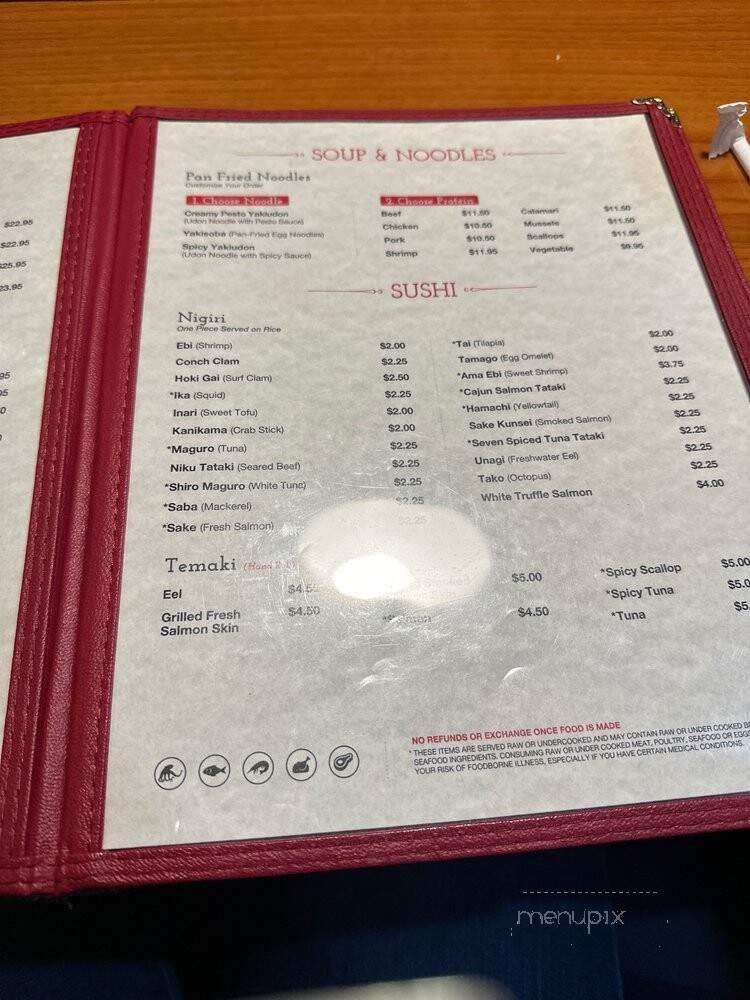 $22.95
$22.95
$25.95
23.95
95
95
0
SOUP & NOODLES
Pan Fried Noodles
Customize Your Order
1. Choose Noodle
Creamy Pesto Yakiudon
(Udon Noodle with Pesto Sauce)
Yakisoba (Pan-Fried Egg Noodles)
Spicy Yakiudon
(Udon Noodle with Spicy Sauce)
2. Choose Protein
Beef $11.50
Chicken $10.50
Pork $10.50
Shrimp $11.95
Calamari $11.50
Mussels $11.50
Scallops $11.95
Vegetable $9.95
SUSHI
Nigiri
One Piece Served on Rice
Ebi (Shrimp) $2.00
Conch Clam $2.25
Hoki Gai (Surf Clam) $2.50
*Ika (Squid) $2.25
Inari (Sweet Tofu) $2.00
Kanikama (Crab Stick) $2.00
*Maguro (Tuna) $2.25
Niku Tataki (Seared Beef) $2.25
*Shiro Maguro (White Tuna) $2.25
*Saba (Mackerel) $2.25
*Sake (Fresh Salmon) $2.25
*Tai (Tilapia) $2.00
Tamago (Egg Omelet) $2.00
*Ama Ebi (Sweet Shrimp) $3.75
*Cajun Salmon Tataki $2.25
*Hamachi (Yellowtail) $2.25
Sake Kunsei (Smoked Salmon) $2.25
*Seven Spiced Tuna Tataki $2.25
Unagi (Freshwater Eel) $2.25
Tako (Octopus) $2.25
White Truffle Salmon $4.00
Temaki (Hand
Eel $4.5
Grilled Fresh $4.50
Salmon Skin
$5.00
$4.50
*Spicy Scallop $5.00
*Spicy Tuna $5.0
*Tuna $5.
NO REFUNDS OR EXCHANGE ONCE FOOD IS MADE
* THESE ITEMS ARE SERVED RAW OR UNDERCOOKED AND MAY CONTAIN RAW OR UNDER COOKED
SEAFOOD INGREDIENTS. CONSUMING RAW OR UNDER COOKED MEAT, POULTRY, SEAFOOD OR EGGS
YOUR RISK OF FOODBORNE ILLNESS, ESPECIALLY IF YOU HAVE CERTAIN MEDICAL CONDITIONS.
menupix